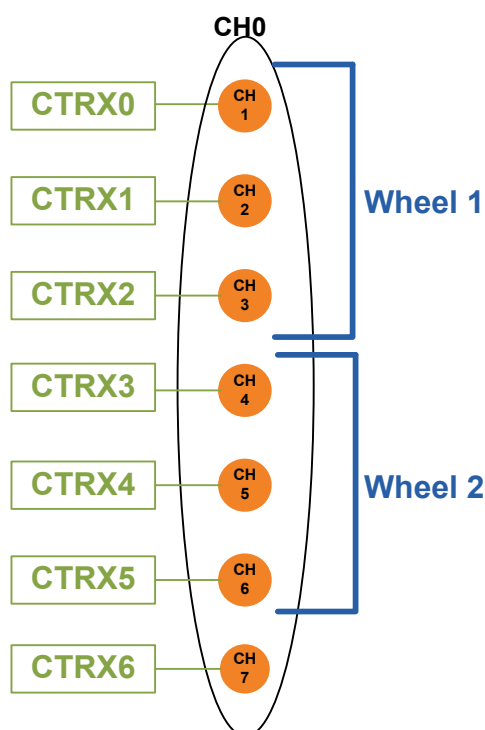 CH0
CTRX0
CH
1
CTRX1
CH
2
Wheel 1
CTRX2
CH
3
CTRX3
CH
4
CTRX4
CH
5
Wheel 2
CTRX5
CH
6
CTRX6
CH
7